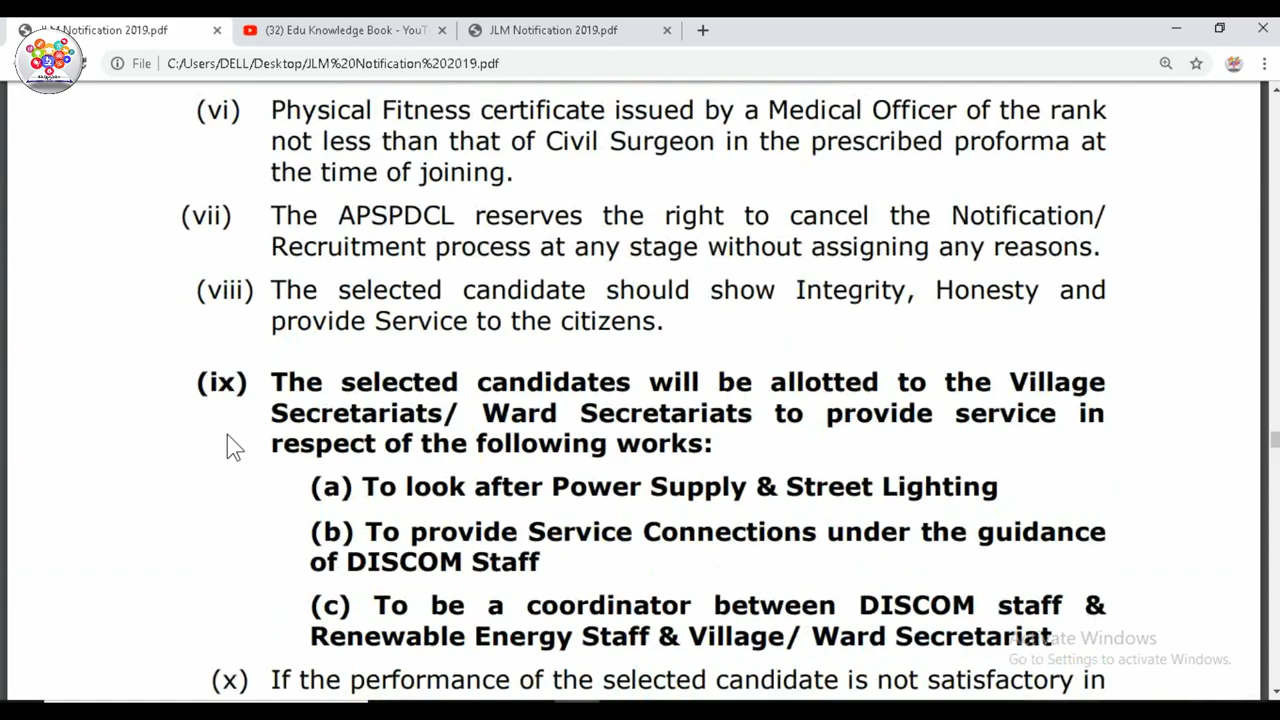 JLM Notification 2019.pdf
(32) Edu Knowledge Book - YouT
JLM Notification 2019.pdf
File
C:/Users/DELL/Desktop/JLM%20Notification%202019.pdf
(vi) Physical Fitness certificate issued by a Medical Officer of the rank
not less than that of Civil Surgeon in the prescribed proforma at
the time of joining.
(vii) The APSPDCL reserves the right to cancel the Notification/
Recruitment process at any stage without assigning any reasons.
(viii) The selected candidate should show Integrity, Honesty and
provide Service to the citizens.
(ix) The selected candidates will be allotted to the Village
Secretariats/ Ward Secretariats to provide service in
respect of the following works:
(a) To look after Power Supply & Street Lighting
(b) To provide Service Connections under the guidance
of DISCOM Staff
(c) To be a coordinator between DISCOM staff &
Renewable Energy Staff & Village/ Ward Secretariat
Activate Windows
Go to Settings to activate Windows.
(x) If the performance of the selected candidate is not satisfactory in